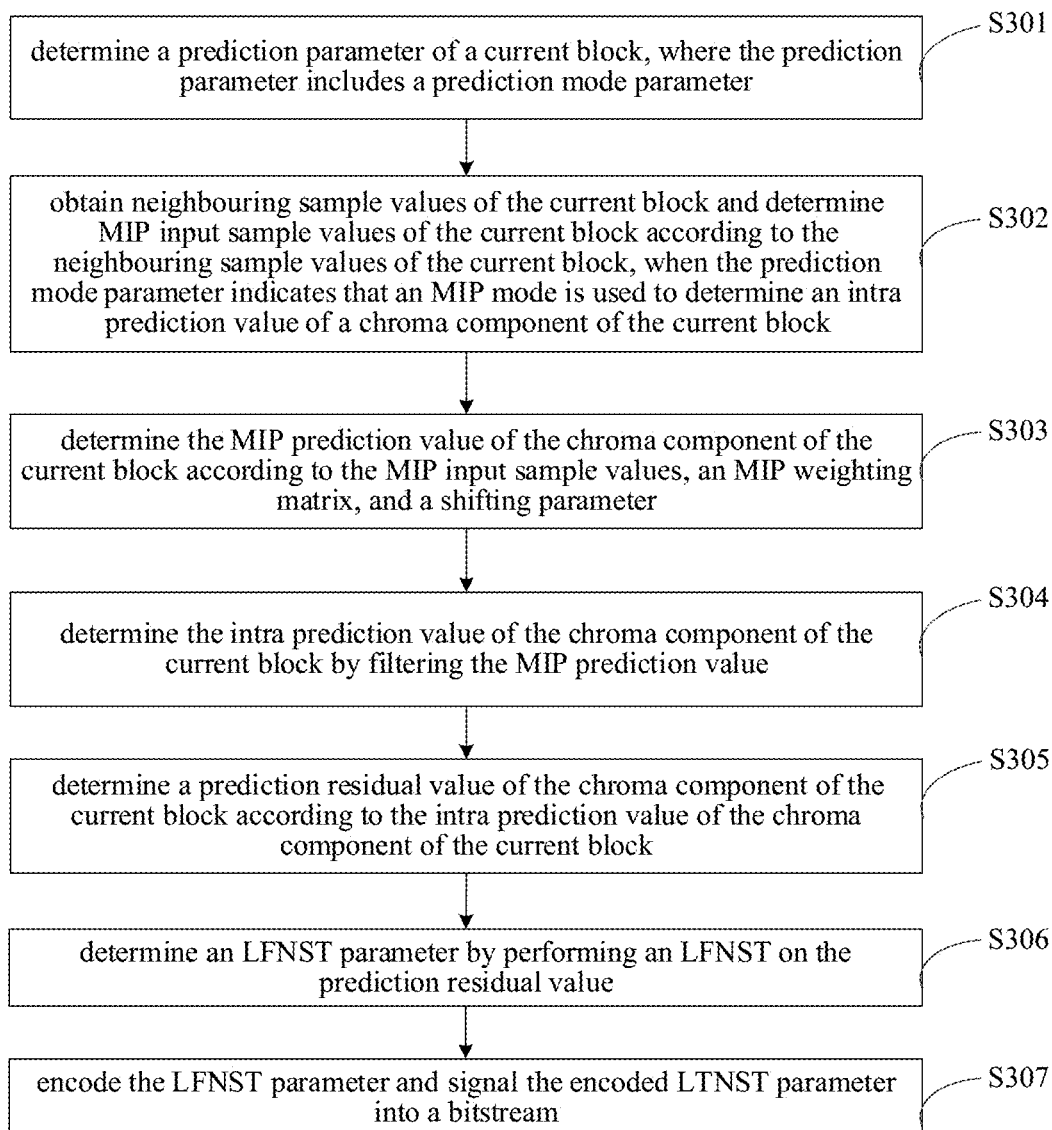 S301
determine a prediction parameter of a current block, where the prediction
parameter includes a prediction mode parameter
S302
obtain neighbouring sample values of the current block and determine
MIP input sample values of the current block according to the
neighbouring sample values of the current block, when the prediction
mode parameter indicates that an MIP mode is used to determine an intra
prediction value of a chroma component of the current block
S303
determine the MIP prediction value of the chroma component of the
current block according to the MIP input sample values, an MIP weighting
matrix, and a shifting parameter
S304
determine the intra prediction value of the chroma component of the
current block by filtering the MIP prediction value
S305
determine a prediction residual value of the chroma component of the
current block according to the intra prediction value of the chroma
component of the current block
S306
determine an LFNST parameter by performing an LFNST on the
prediction residual value
S307
encode the LFNST parameter and signal the encoded LTNST parameter
into a bitstream